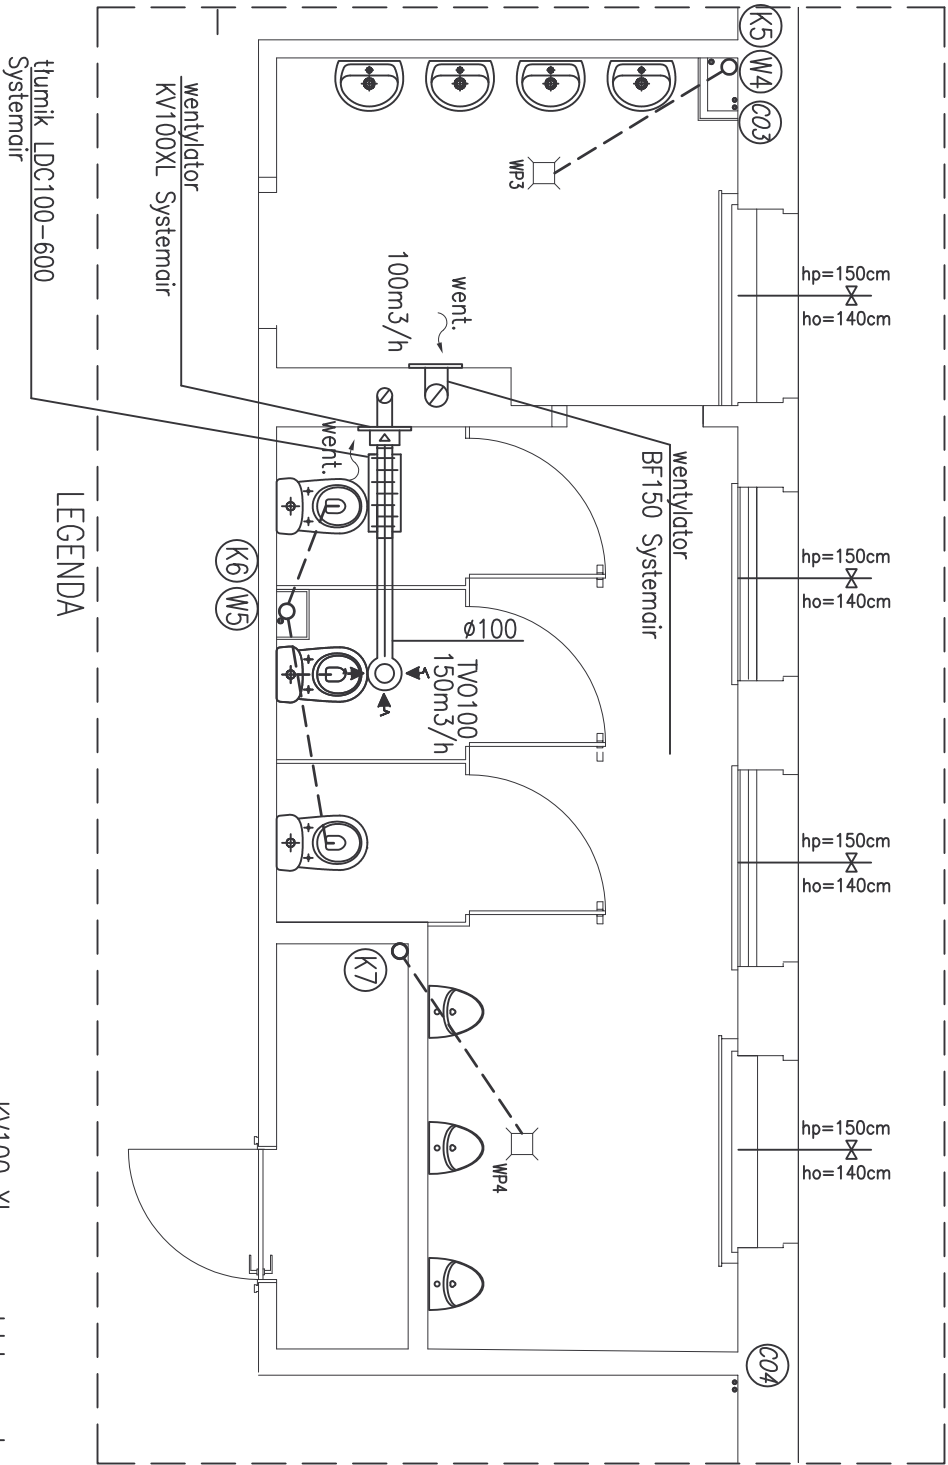 K5
W4
CO3
WP3
hp=150cm
ho=140cm
tłumik LDC100-600
Systemair
wentylator
KV100XL Systemair
went.
100m3/h
went.
wentylator
BF150 Systemair
hp=150cm
ho=140cm
LEGENDA
K6
W5
ø100
TVO100
150m3/h
hp=150cm
ho=140cm
K7
WP4
hp=150cm
ho=140cm
CO4